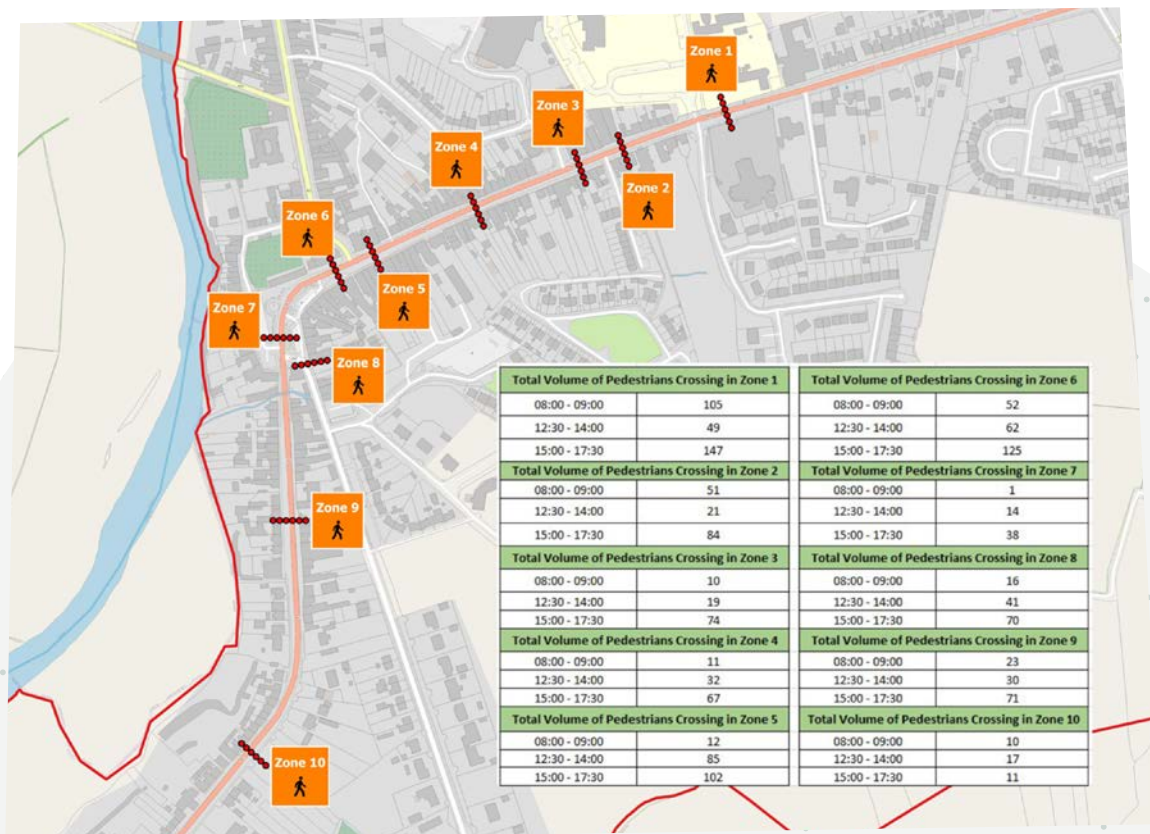 Zone 1
Zone 3
Zone 4
Zone 2
Zone 6
Zone 5
Zone 7
Zone 8
Zone 9
Zone 10
Total Volume of Pedestrians Crossing in Zone 1
08:00 - 09:00 105
12:30 - 14:00 49
15:00 - 17:30 147
Total Volume of Pedestrians Crossing in Zone 2
08:00 - 09:00 51
12:30 - 14:00 21
15:00 - 17:30 84
Total Volume of Pedestrians Crossing in Zone 3
08:00 - 09:00 10
12:30 - 14:00 19
15:00 - 17:30 74
Total Volume of Pedestrians Crossing in Zone 4
08:00 - 09:00 11
12:30 - 14:00 32
15:00 - 17:30 67
Total Volume of Pedestrians Crossing in Zone 5
08:00 - 09:00 12
12:30 - 14:00 85
15:00 - 17:30 102
Total Volume of Pedestrians Crossing in Zone 6
08:00 - 09:00 52
12:30 - 14:00 62
15:00 - 17:30 125
Total Volume of Pedestrians Crossing in Zone 7
08:00 - 09:00 1
12:30 - 14:00 14
15:00 - 17:30 38
Total Volume of Pedestrians Crossing in Zone 8
08:00 - 09:00 16
12:30 - 14:00 41
15:00 - 17:30 70
Total Volume of Pedestrians Crossing in Zone 9
08:00 - 09:00 23
12:30 - 14:00 30
15:00 - 17:30 71
Total Volume of Pedestrians Crossing in Zone 10
08:00 - 09:00 10
12:30 - 14:00 17
15:00 - 17:30 11